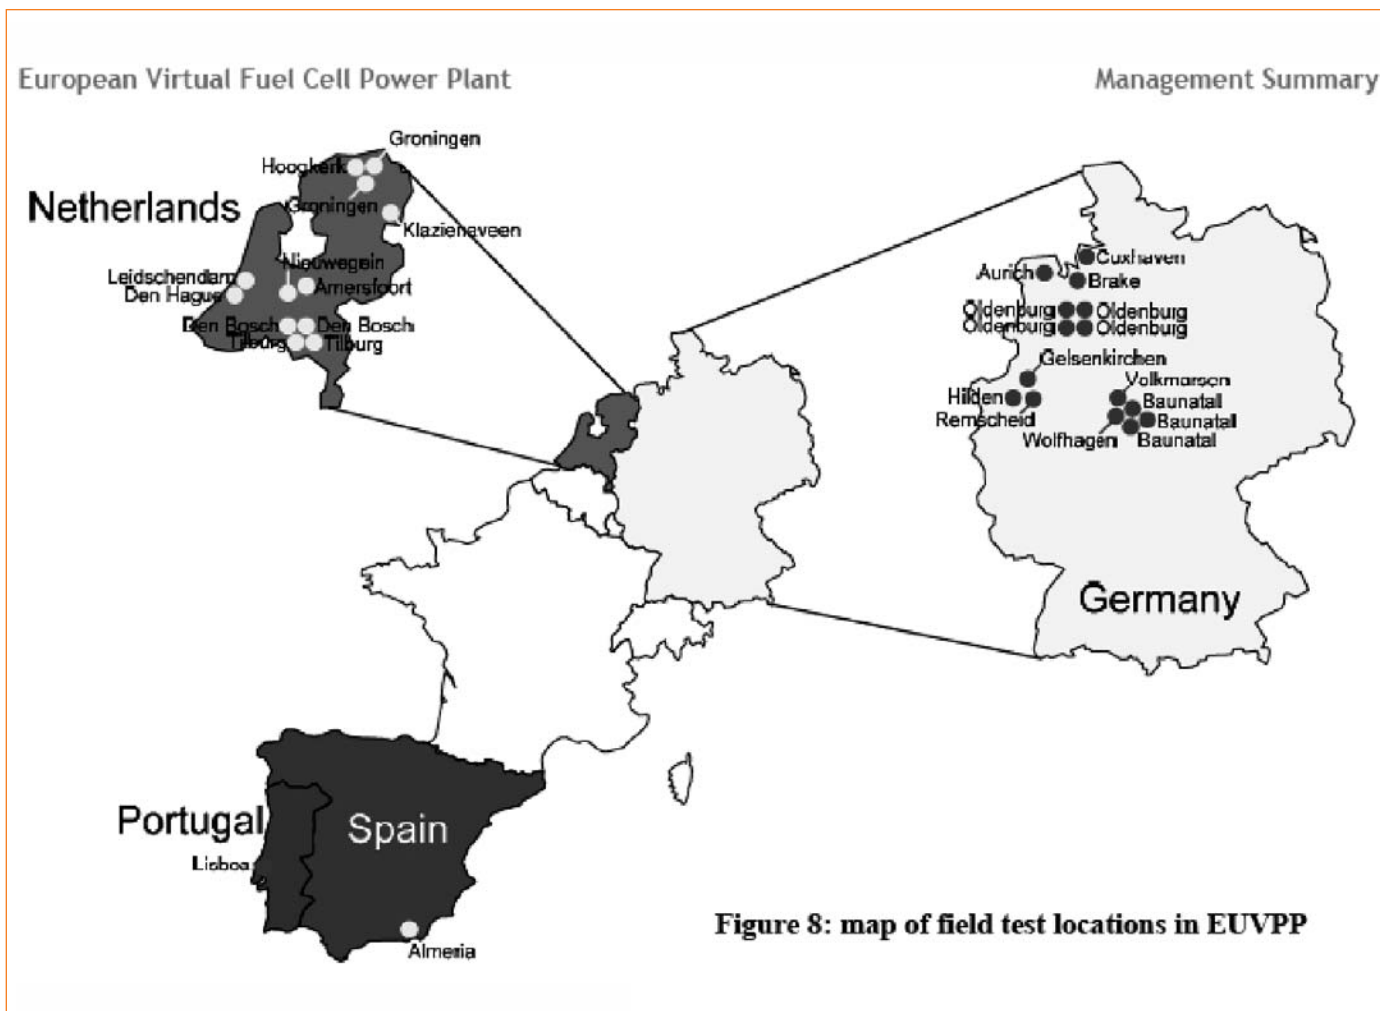 European Virtual Fuel Cell Power Plant
Management Summary
Groningen
Hoogkerk
Groningen
Netherlands
Klazienaveen
Nieuwegein
Leidschendam
Amersfoort
Den Hague
Den Bosch
Den Bosch
Tilburg
Tilburg
Cuxhaven
Aurich
Brake
Oldenburg
Oldenburg
Oldenburg
Oldenburg
Gelsenkirchen
Volkmarsen
Hilden
Baunatall
Remscheid
Baunatall
Wolfhagen
Baunatal
Germany
Portugal
Spain
Lisboa
Almeria
Figure 8: map of field test locations in EUVPP